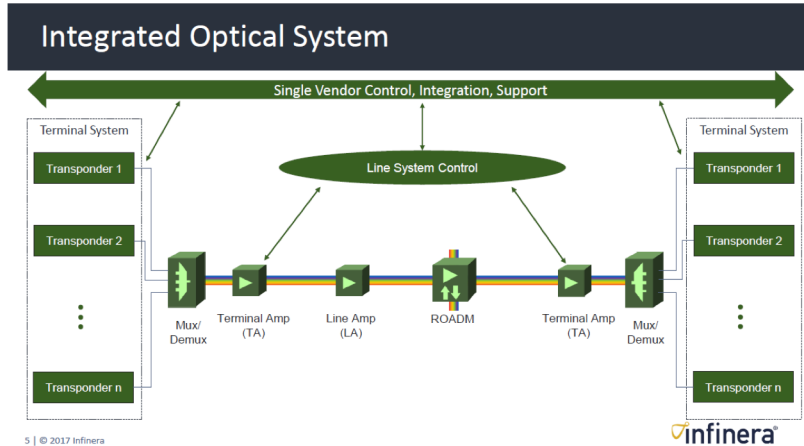 Integrated Optical System
Single Vendor Control, Integration, Support
Terminal System
Transponder 1
Transponder 2
Transponder n
Line System Control
Mux/
Demux
Terminal Amp
(TA)
Line Amp
(LA)
ROADM
Terminal Amp
(TA)
Mux/
Demux
Terminal System
Transponder 1
Transponder 2
Transponder n
5 | © 2017 Infinera
infinera®